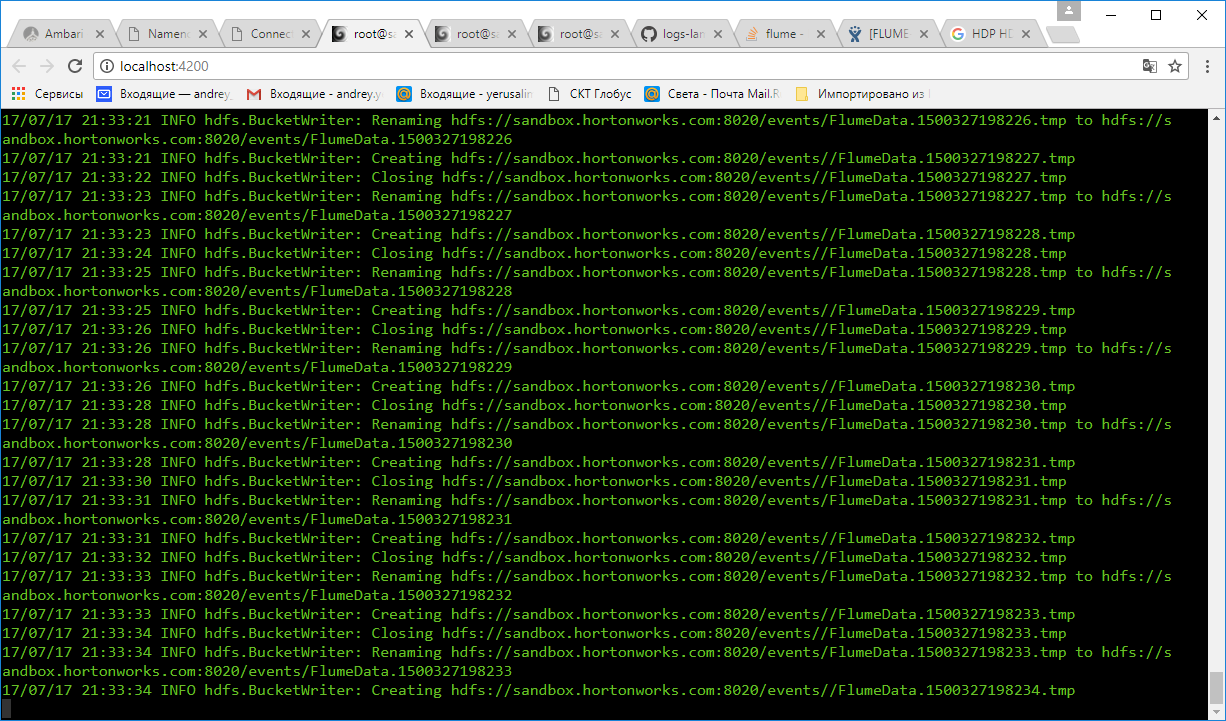 Ambari
Namenc
Connec
root@sa
root@sa
root@sa
logs-lan
flume -
[FLUME
HDP HD
localhost:4200
Сервисы
Входящие — andrey
Входящие - andrey.y
Входящие - yerusalin
СКТ Глобус
Света - Почта Mail.R
Импортировано из
17/07/17 21:33:21 INFO hdfs.BucketWriter: Renaming hdfs://sandbox.hortonworks.com:8020/events/FlumeData.1500327198226.tmp to hdfs://s
andbox.hortonworks.com:8020/events/FlumeData.1500327198226
17/07/17 21:33:21 INFO hdfs.BucketWriter: Creating hdfs://sandbox.hortonworks.com:8020/events//FlumeData.1500327198227.tmp
17/07/17 21:33:22 INFO hdfs.BucketWriter: Closing hdfs://sandbox.hortonworks.com:8020/events//FlumeData.1500327198227.tmp
17/07/17 21:33:23 INFO hdfs.BucketWriter: Renaming hdfs://sandbox.hortonworks.com:8020/events/FlumeData.1500327198227.tmp to hdfs://s
andbox.hortonworks.com:8020/events/FlumeData.1500327198227
17/07/17 21:33:23 INFO hdfs.BucketWriter: Creating hdfs://sandbox.hortonworks.com:8020/events//FlumeData.1500327198228.tmp
17/07/17 21:33:24 INFO hdfs.BucketWriter: Closing hdfs://sandbox.hortonworks.com:8020/events//FlumeData.1500327198228.tmp
17/07/17 21:33:25 INFO hdfs.BucketWriter: Renaming hdfs://sandbox.hortonworks.com:8020/events/FlumeData.1500327198228.tmp to hdfs://s
andbox.hortonworks.com:8020/events/FlumeData.1500327198228
17/07/17 21:33:25 INFO hdfs.BucketWriter: Creating hdfs://sandbox.hortonworks.com:8020/events//FlumeData.1500327198229.tmp
17/07/17 21:33:26 INFO hdfs.BucketWriter: Closing hdfs://sandbox.hortonworks.com:8020/events//FlumeData.1500327198229.tmp
17/07/17 21:33:26 INFO hdfs.BucketWriter: Renaming hdfs://sandbox.hortonworks.com:8020/events/FlumeData.1500327198229.tmp to hdfs://s
andbox.hortonworks.com:8020/events/FlumeData.1500327198229
17/07/17 21:33:26 INFO hdfs.BucketWriter: Creating hdfs://sandbox.hortonworks.com:8020/events//FlumeData.1500327198230.tmp
17/07/17 21:33:28 INFO hdfs.BucketWriter: Closing hdfs://sandbox.hortonworks.com:8020/events//FlumeData.1500327198230.tmp
17/07/17 21:33:28 INFO hdfs.BucketWriter: Renaming hdfs://sandbox.hortonworks.com:8020/events/FlumeData.1500327198230.tmp to hdfs://s
andbox.hortonworks.com:8020/events/FlumeData.1500327198230
17/07/17 21:33:28 INFO hdfs.BucketWriter: Creating hdfs://sandbox.hortonworks.com:8020/events//FlumeData.1500327198231.tmp
17/07/17 21:33:30 INFO hdfs.BucketWriter: Closing hdfs://sandbox.hortonworks.com:8020/events//FlumeData.1500327198231.tmp
17/07/17 21:33:31 INFO hdfs.BucketWriter: Renaming hdfs://sandbox.hortonworks.com:8020/events/FlumeData.1500327198231.tmp to hdfs://s
andbox.hortonworks.com:8020/events/FlumeData.1500327198231
17/07/17 21:33:31 INFO hdfs.BucketWriter: Creating hdfs://sandbox.hortonworks.com:8020/events//FlumeData.1500327198232.tmp
17/07/17 21:33:32 INFO hdfs.BucketWriter: Closing hdfs://sandbox.hortonworks.com:8020/events//FlumeData.1500327198232.tmp
17/07/17 21:33:33 INFO hdfs.BucketWriter: Renaming hdfs://sandbox.hortonworks.com:8020/events/FlumeData.1500327198232.tmp to hdfs://s
andbox.hortonworks.com:8020/events/FlumeData.1500327198232
17/07/17 21:33:33 INFO hdfs.BucketWriter: Creating hdfs://sandbox.hortonworks.com:8020/events//FlumeData.1500327198233.tmp
17/07/17 21:33:34 INFO hdfs.BucketWriter: Closing hdfs://sandbox.hortonworks.com:8020/events//FlumeData.1500327198233.tmp
17/07/17 21:33:34 INFO hdfs.BucketWriter: Renaming hdfs://sandbox.hortonworks.com:8020/events/FlumeData.1500327198233.tmp to hdfs://s
andbox.hortonworks.com:8020/events/FlumeData.1500327198233
17/07/17 21:33:34 INFO hdfs.BucketWriter: Creating hdfs://sandbox.hortonworks.com:8020/events//FlumeData.1500327198234.tmp